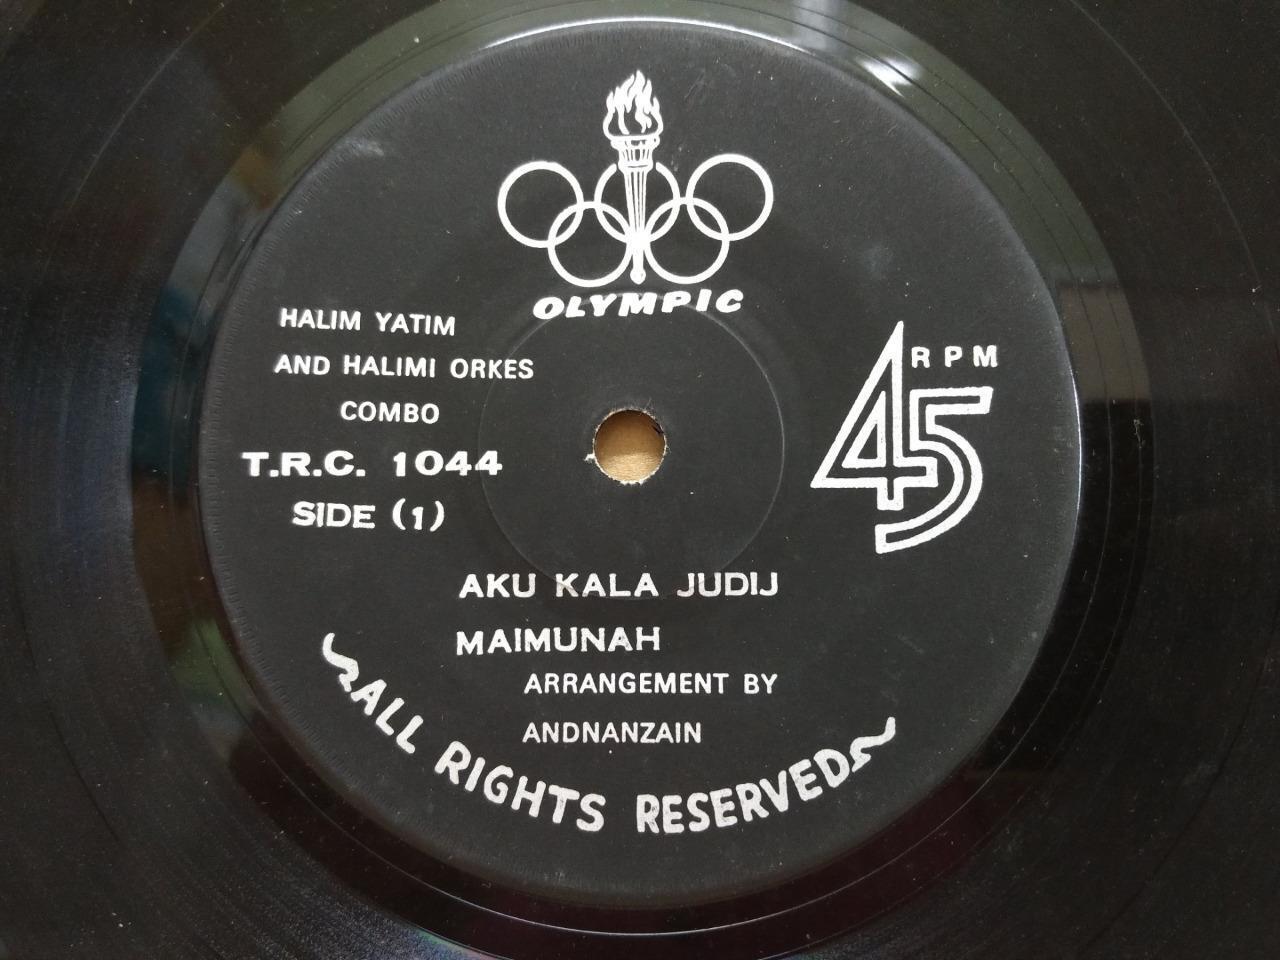 OLYMPIC
HALIM YATIM
AND HALIMI ORKES
COMBO
T.R.C. 1044
SIDE (1)
45 RPM
AKU KALA JUDIJ
MAIMUNAH
ARRANGEMENT BY
ANDNANZAIN
ALL RIGHTS RESERVED